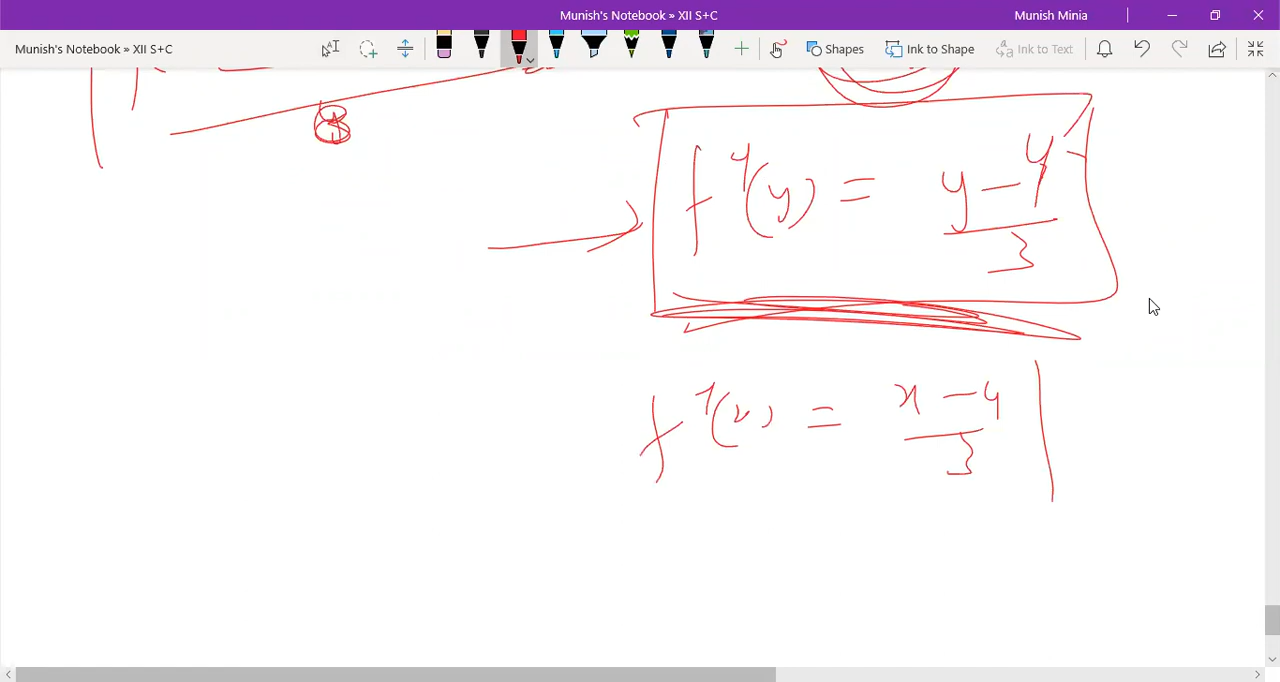 Munish's Notebook » XII S+C
Munish Minia
Munish's Notebook » XII S+C
Shapes
Ink to Shape
Ink to Text
f⁻¹(y) = (y-4)/3
f⁻¹(x) = (x-4)/3